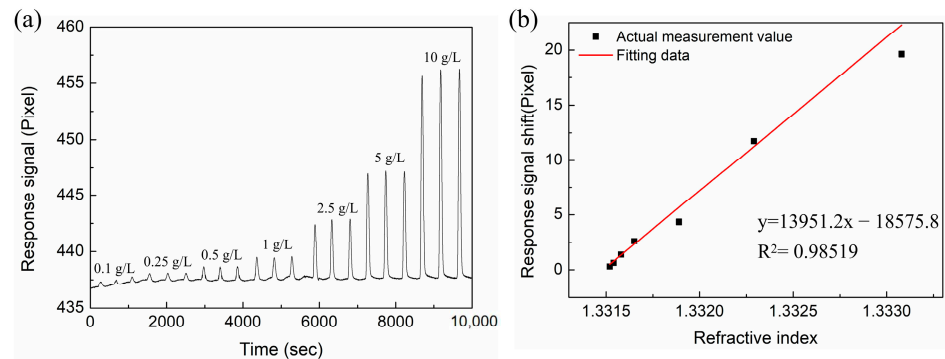 (a)
460
455
450
445
440
435
Response signal (Pixel)
0.1 g/L
0.25 g/L
0.5 g/L
1 g/L
2.5 g/L
5 g/L
10 g/L
0
2000
4000
6000
8000
10,000
Time (sec)
(b)
Actual measurement value
Fitting data
20
15
10
5
0
Response signal shift(Pixel)
y=13951.2x − 18575.8
R²= 0.98519
1.3315
1.3320
1.3325
1.3330
Refractive index